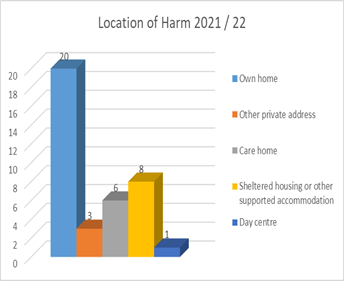 Location of Harm 2021 / 22
20
18
16
14
12
10
8
6
4
2
0
20
3
6
8
1
Own home
Other private address
Care home
Sheltered housing or other
supported accommodation
Day centre